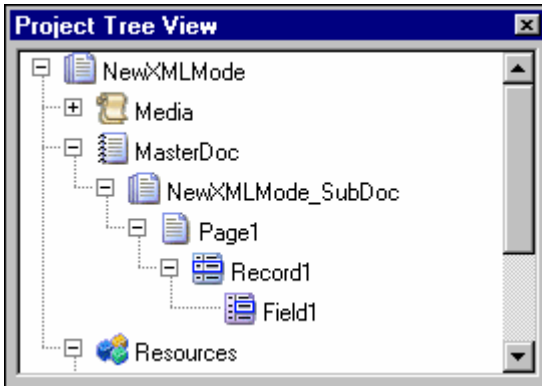 Project Tree View
NewXMLMode
Media
MasterDoc
NewXMLMode_SubDoc
Page1
Record1
Field1
Resources